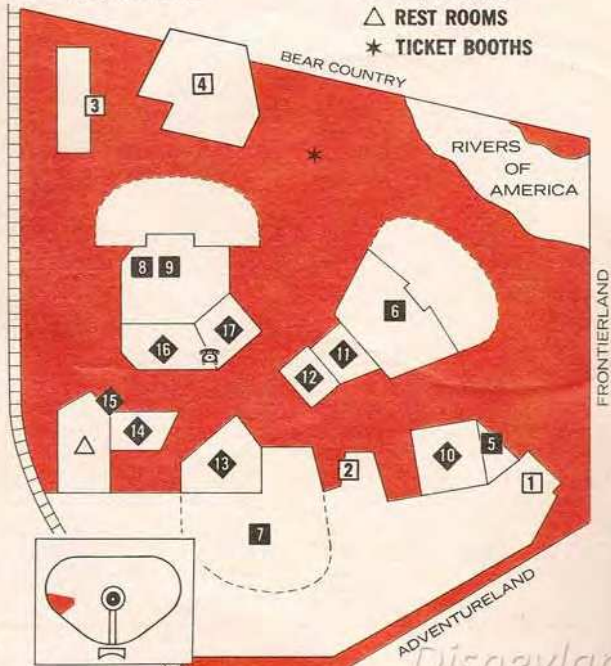 △ REST ROOMS
✶ TICKET BOOTHS
BEAR COUNTRY
3
4
RIVERS
OF
AMERICA
8 9
6
FRONTIERLAND
17
16
11
12
15
14
13
2
10
5
1
7
ADVENTURELAND